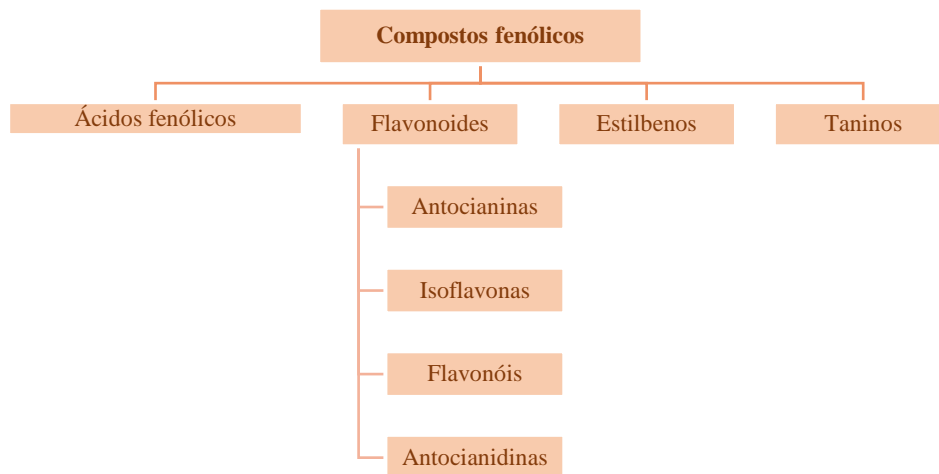 Compostos fenólicos
Ácidos fenólicos
Flavonoides
Estilbenos
Taninos
Antocianinas
Isoflavonas
Flavonóis
Antocianidinas